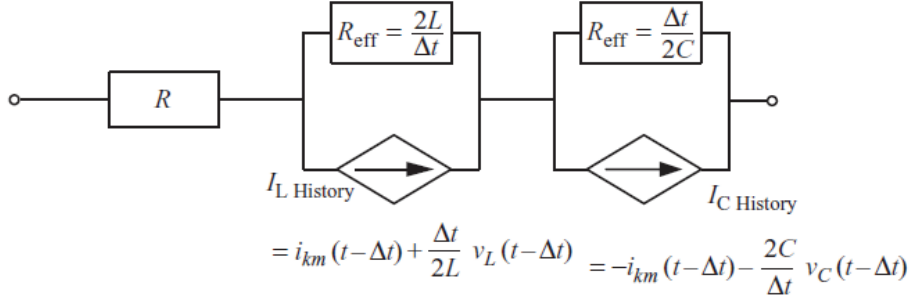 R_eff = 2L/Δt
R_eff = Δt/2C
R
I_L History
I_C History
= i_km (t−Δt) + Δt/2L v_L (t−Δt)
= −i_km (t−Δt) − 2C/Δt v_C (t−Δt)